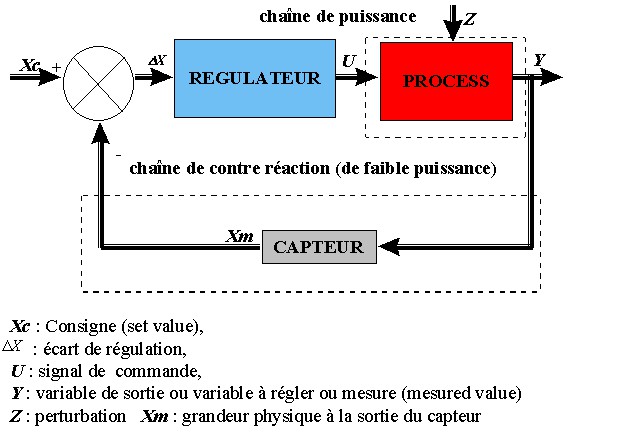 chaîne de puissance
Z
Xc
+
ΔX
REGULATEUR
U
PROCESS
Y
-
chaîne de contre réaction (de faible puissance)
Xm
CAPTEUR
Xc : Consigne (set value),
ΔX : écart de régulation,
U : signal de commande,
Y : variable de sortie ou variable à régler ou mesure (mesured value)
Z : perturbation Xm : grandeur physique à la sortie du capteur